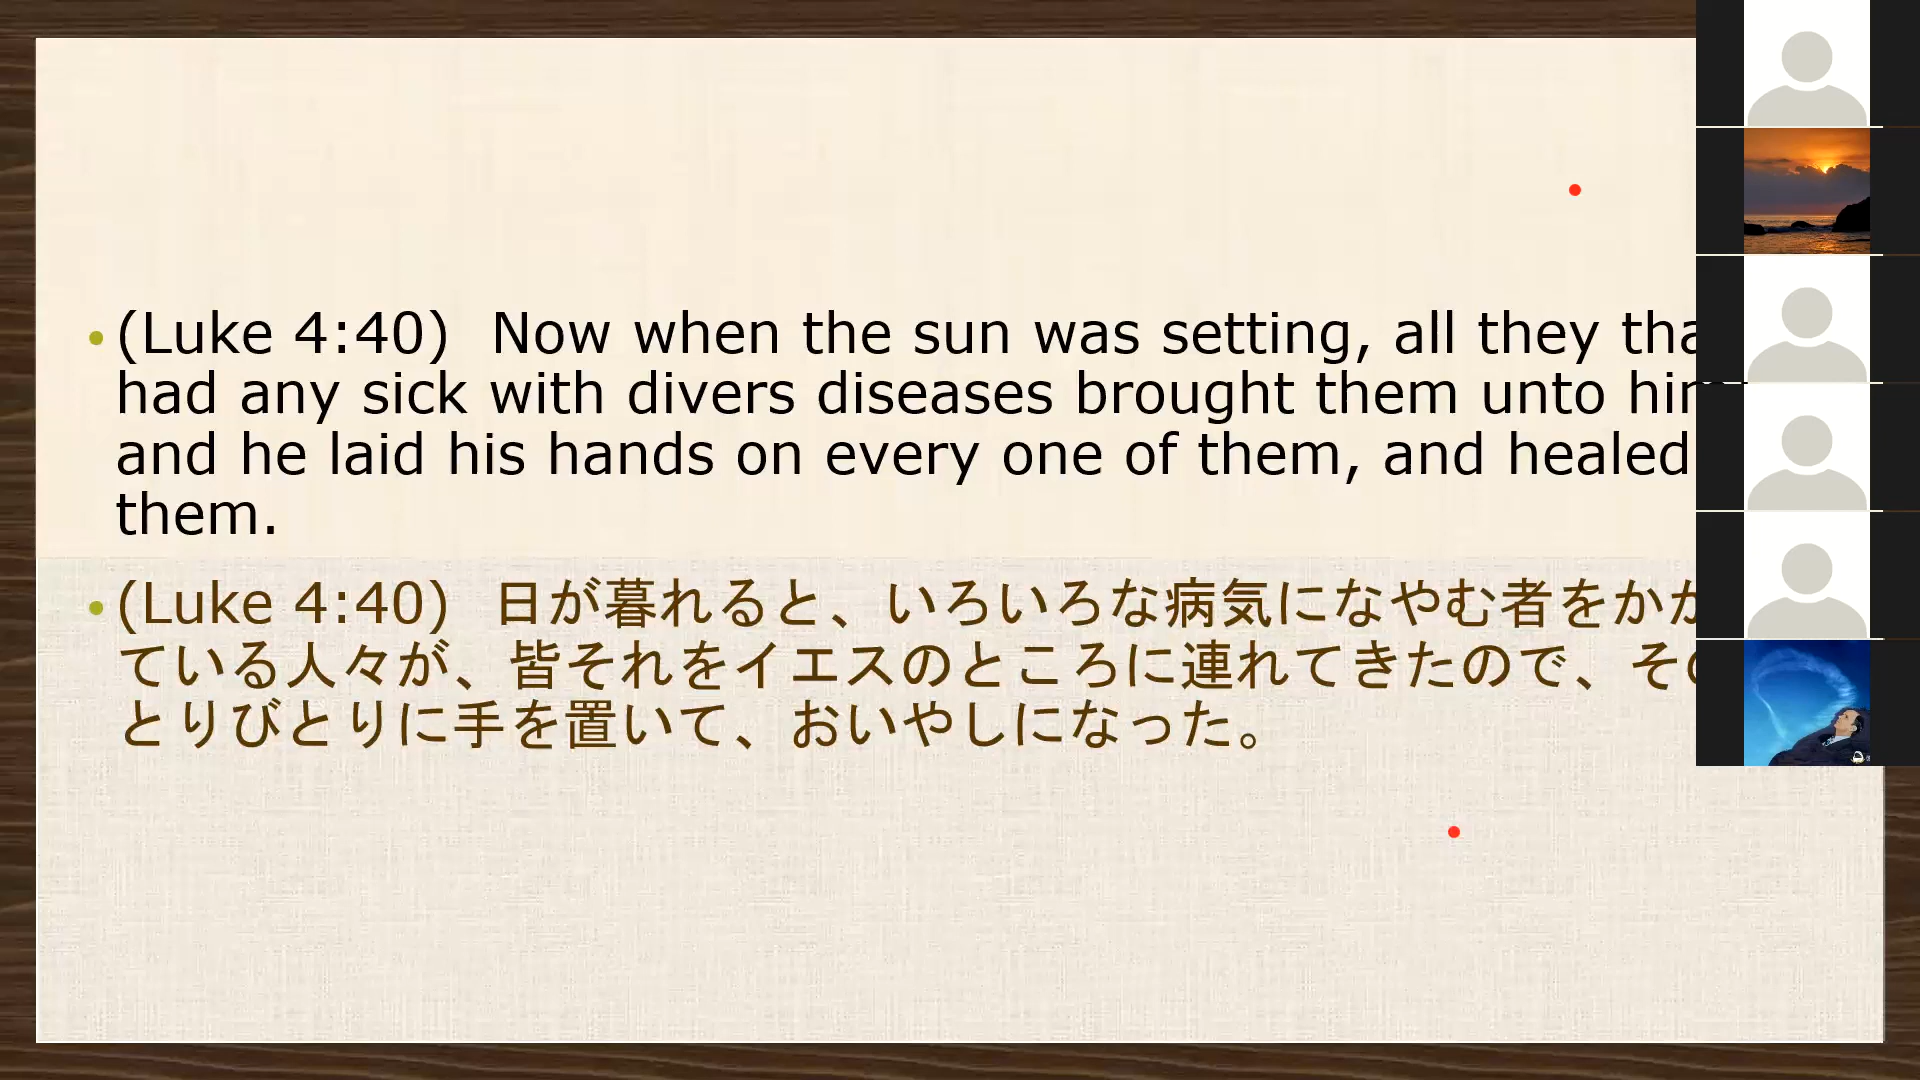 • (Luke 4:40)  Now when the sun was setting, all they
had any sick with divers diseases brought them unto
and he laid his hands on every one of them, and healed
them.
• (Luke 4:40)  日が暮れると、いろいろな病気になやむ者をか
ている人々が、皆それをイエスのところに連れてきたので、そ
とりびとりに手を置いて、おいやしになった。